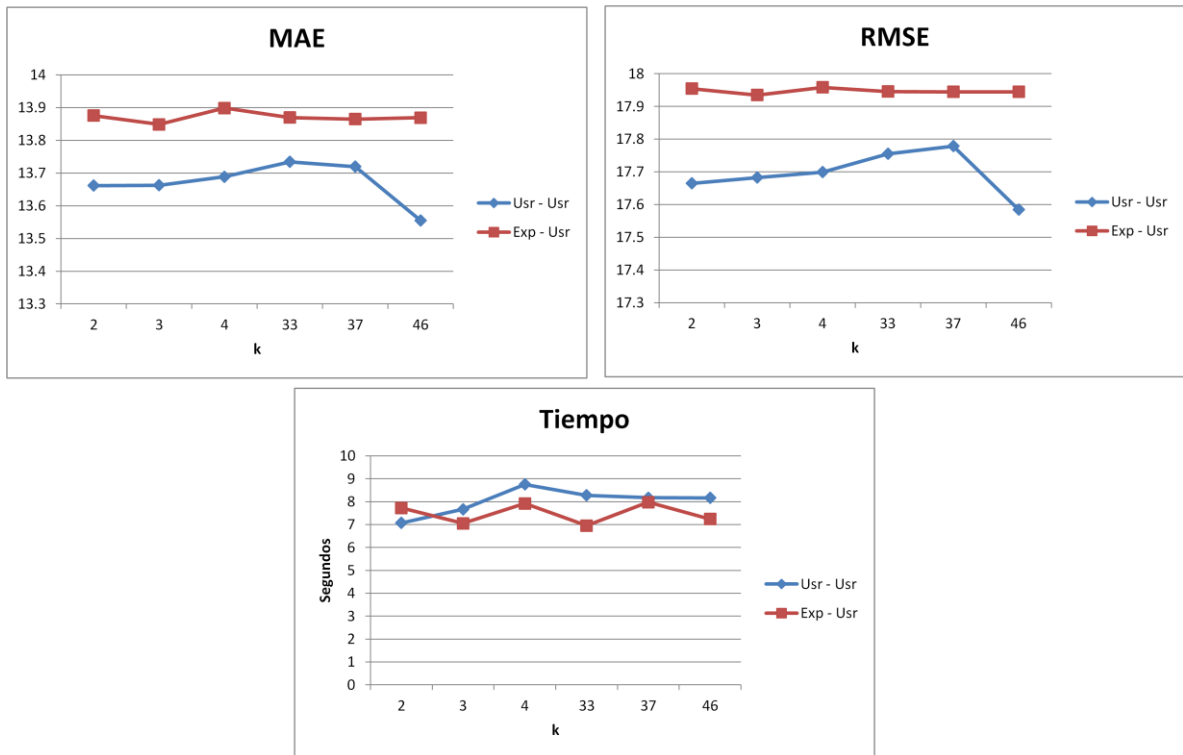 MAE
14
13.9
13.8
13.7
13.6
13.5
13.4
13.3
2 3 4 33 37 46
k
Usr - Usr
Exp - Usr
RMSE
18
17.9
17.8
17.7
17.6
17.5
17.4
17.3
2 3 4 33 37 46
k
Usr - Usr
Exp - Usr
Tiempo
Segundos
10
9
8
7
6
5
4
3
2
1
0
2 3 4 33 37 46
k
Usr - Usr
Exp - Usr